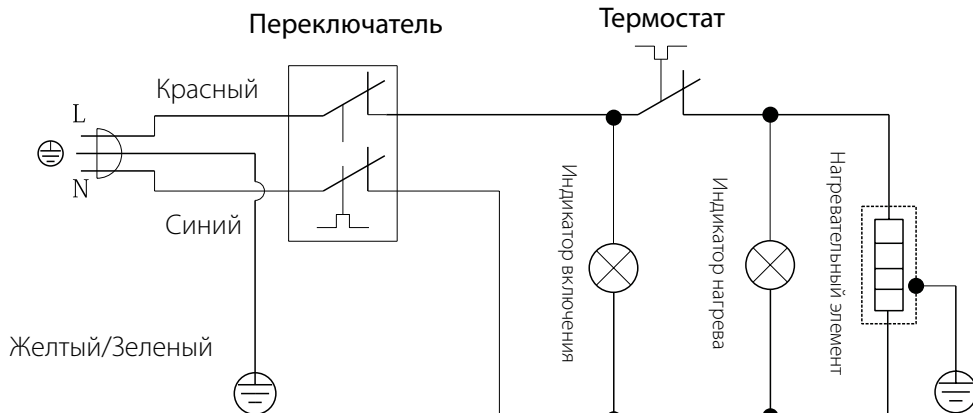 Переключатель
Термостат
Красный
L
N
Синий
Желтый/Зеленый
Индикатор включения
Индикатор нагрева
Нагревательный элемент